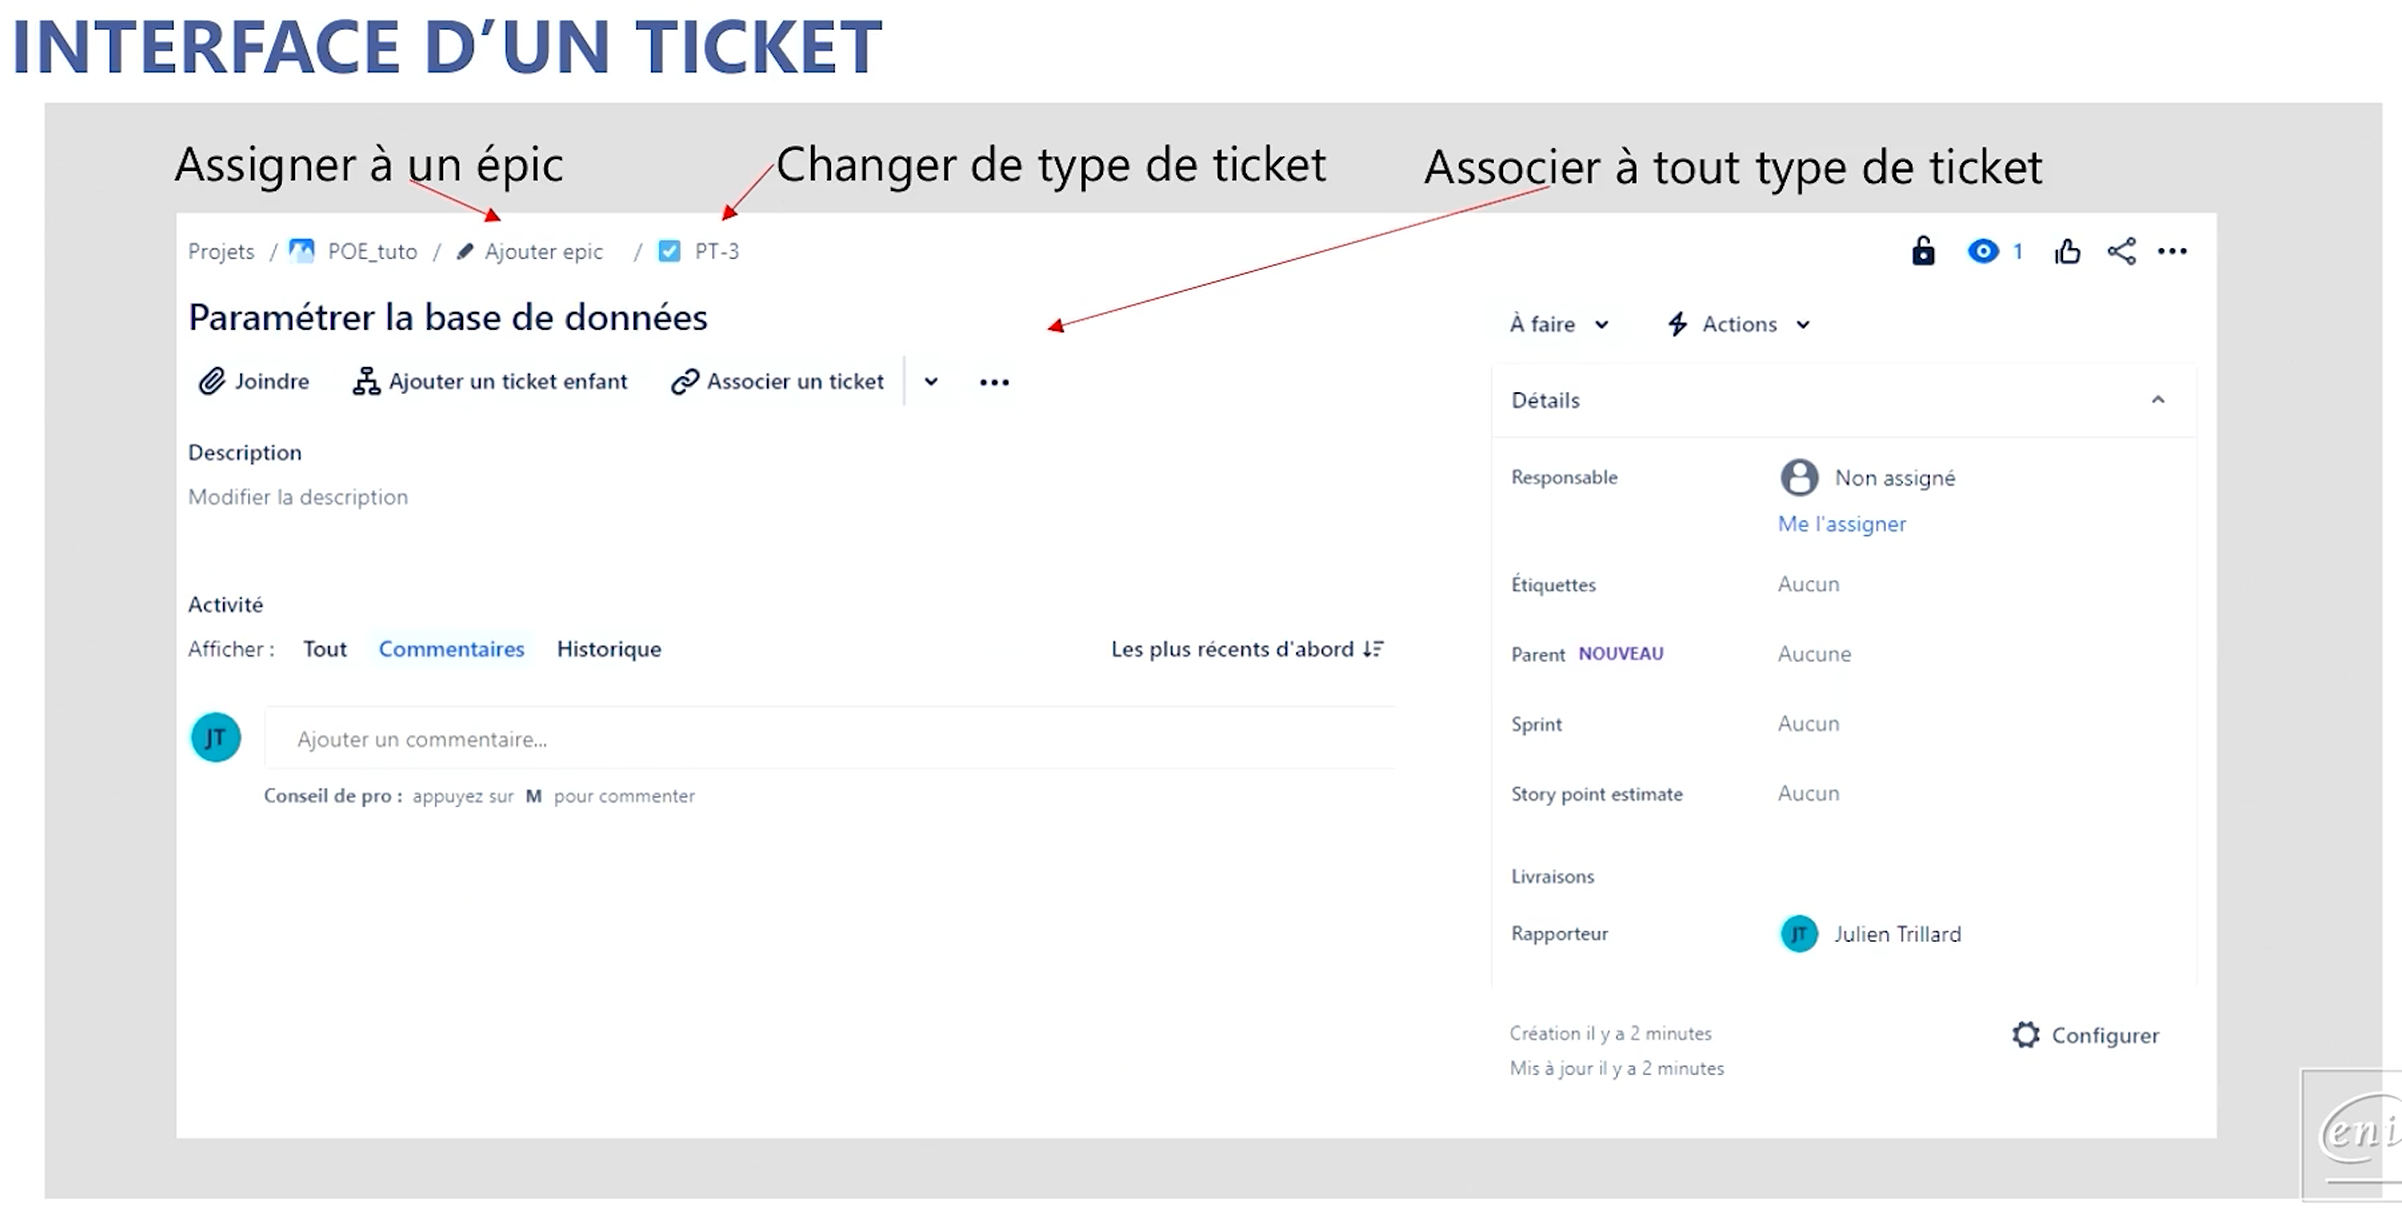 INTERFACE D’UN TICKET
Assigner à un épic
Changer de type de ticket
Associer à tout type de ticket
Projets / POE_tuto / Ajouter epic / PT-3
1
Paramétrer la base de données
À faire
Actions
Joindre
Ajouter un ticket enfant
Associer un ticket
Détails
Description
Modifier la description
Responsable
Non assigné
Me l'assigner
Étiquettes
Aucun
Activité
Afficher : Tout Commentaires Historique
Les plus récents d'abord
Parent NOUVEAU
Aucune
Sprint
Aucun
JT
Ajouter un commentaire...
Conseil de pro : appuyez sur M pour commenter
Story point estimate
Aucun
Livraisons
Rapporteur
JT
Julien Trillard
Création il y a 2 minutes
Mis à jour il y a 2 minutes
Configurer
eni